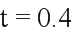 t = 0.4